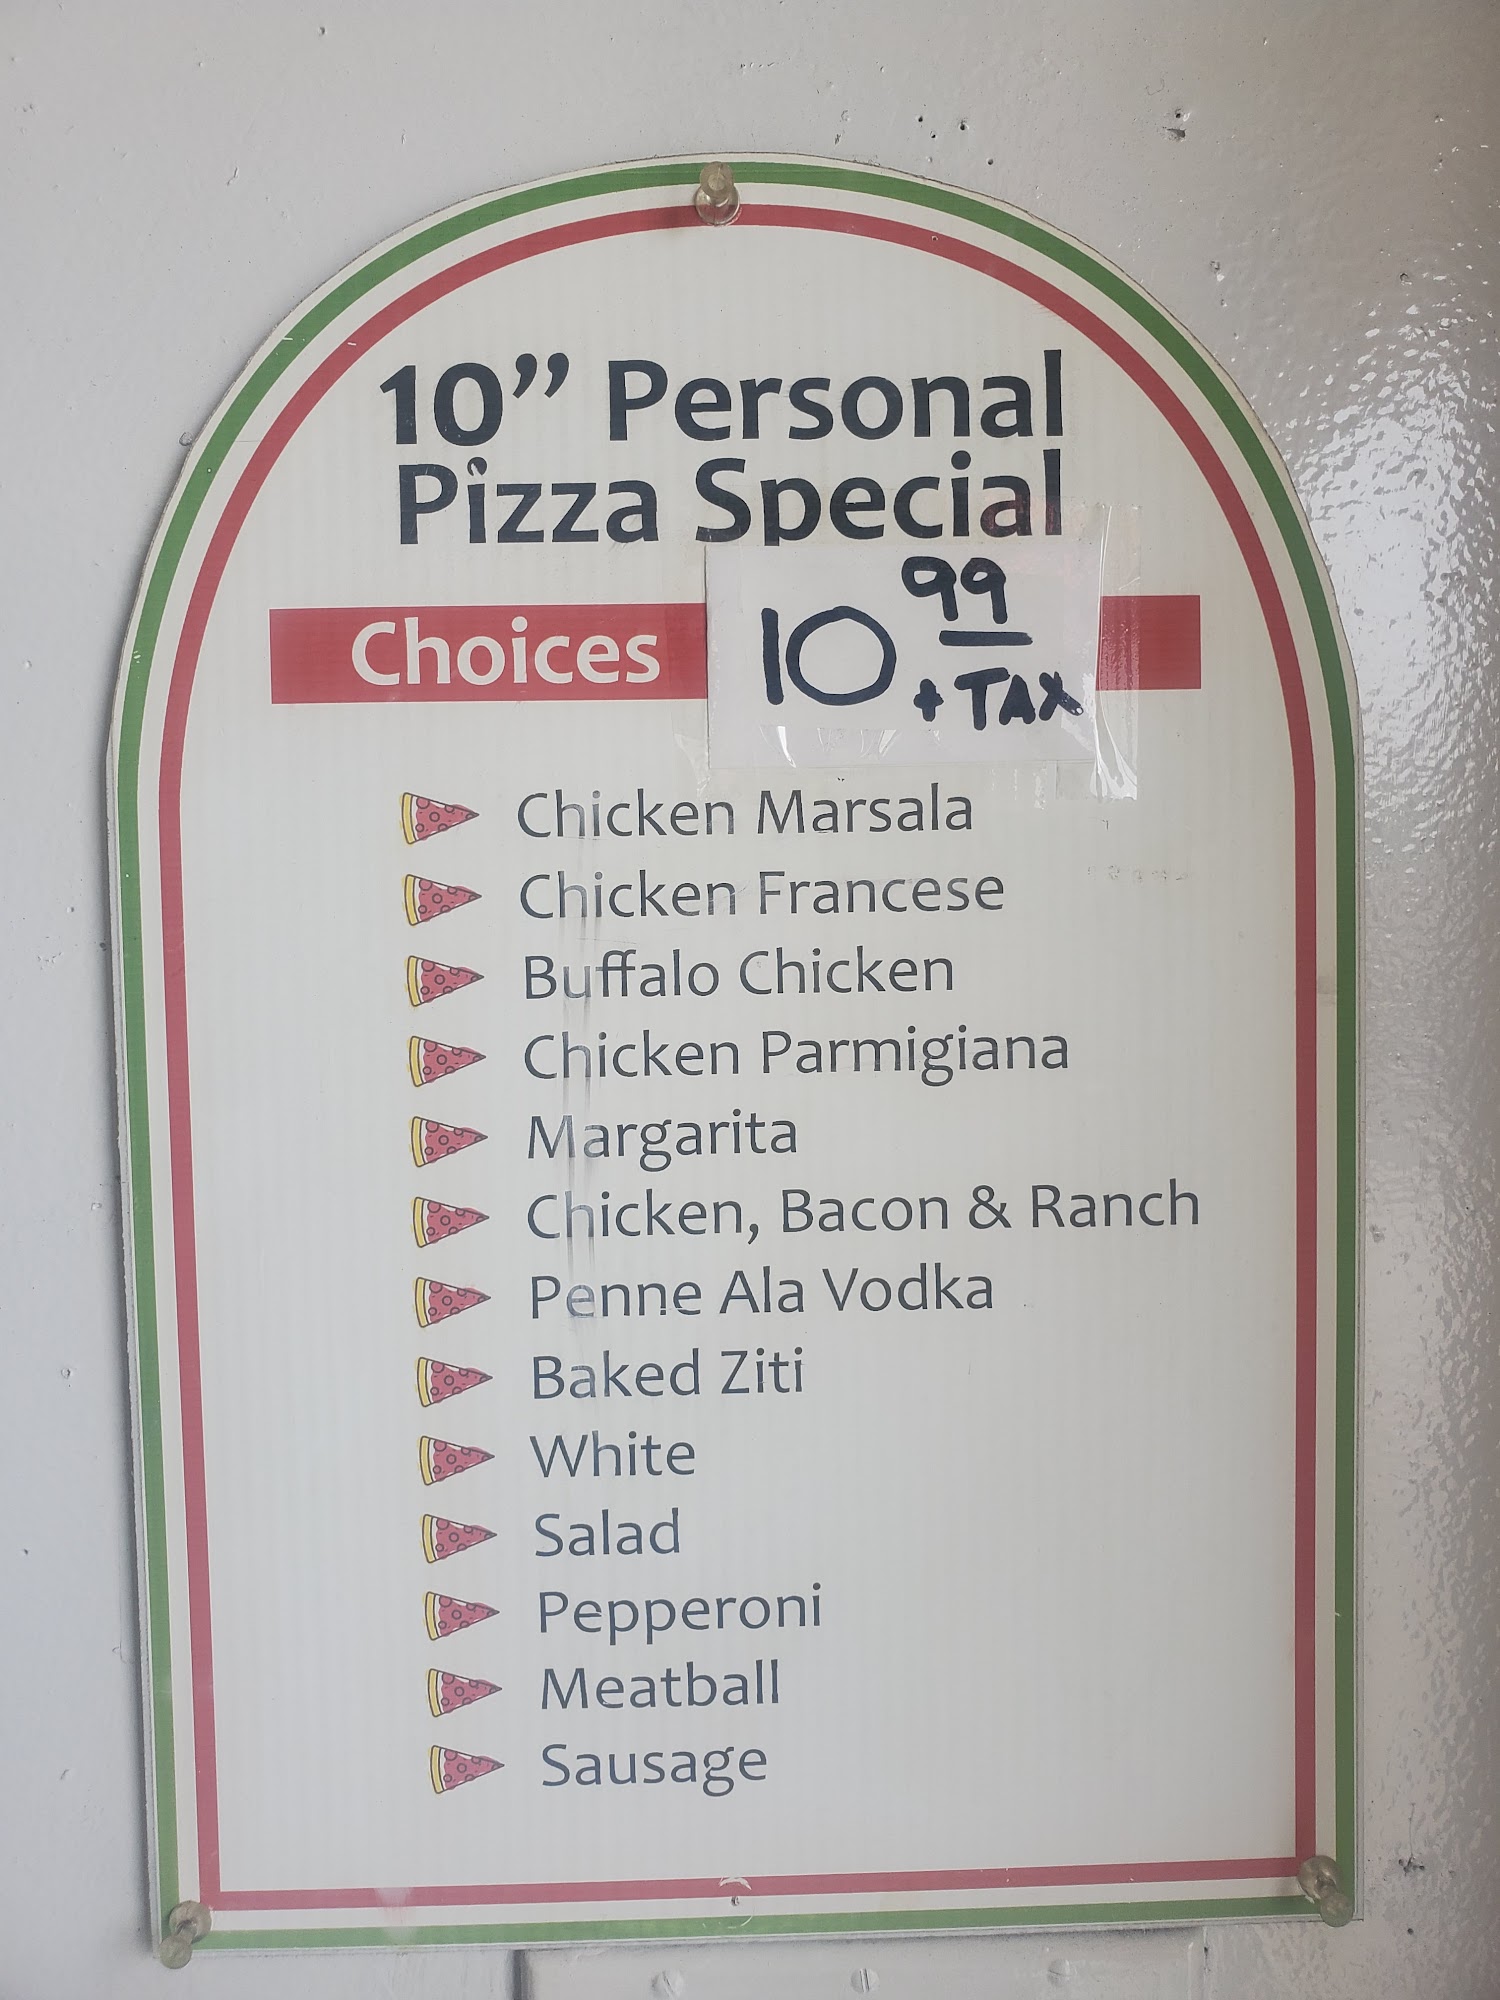 10” Personal
Pizza Special
Choices
10 99
+ TAX
Chicken Marsala
Chicken Francese
Buffalo Chicken
Chicken Parmigiana
Margarita
Chicken, Bacon & Ranch
Penne Ala Vodka
Baked Ziti
White
Salad
Pepperoni
Meatball
Sausage